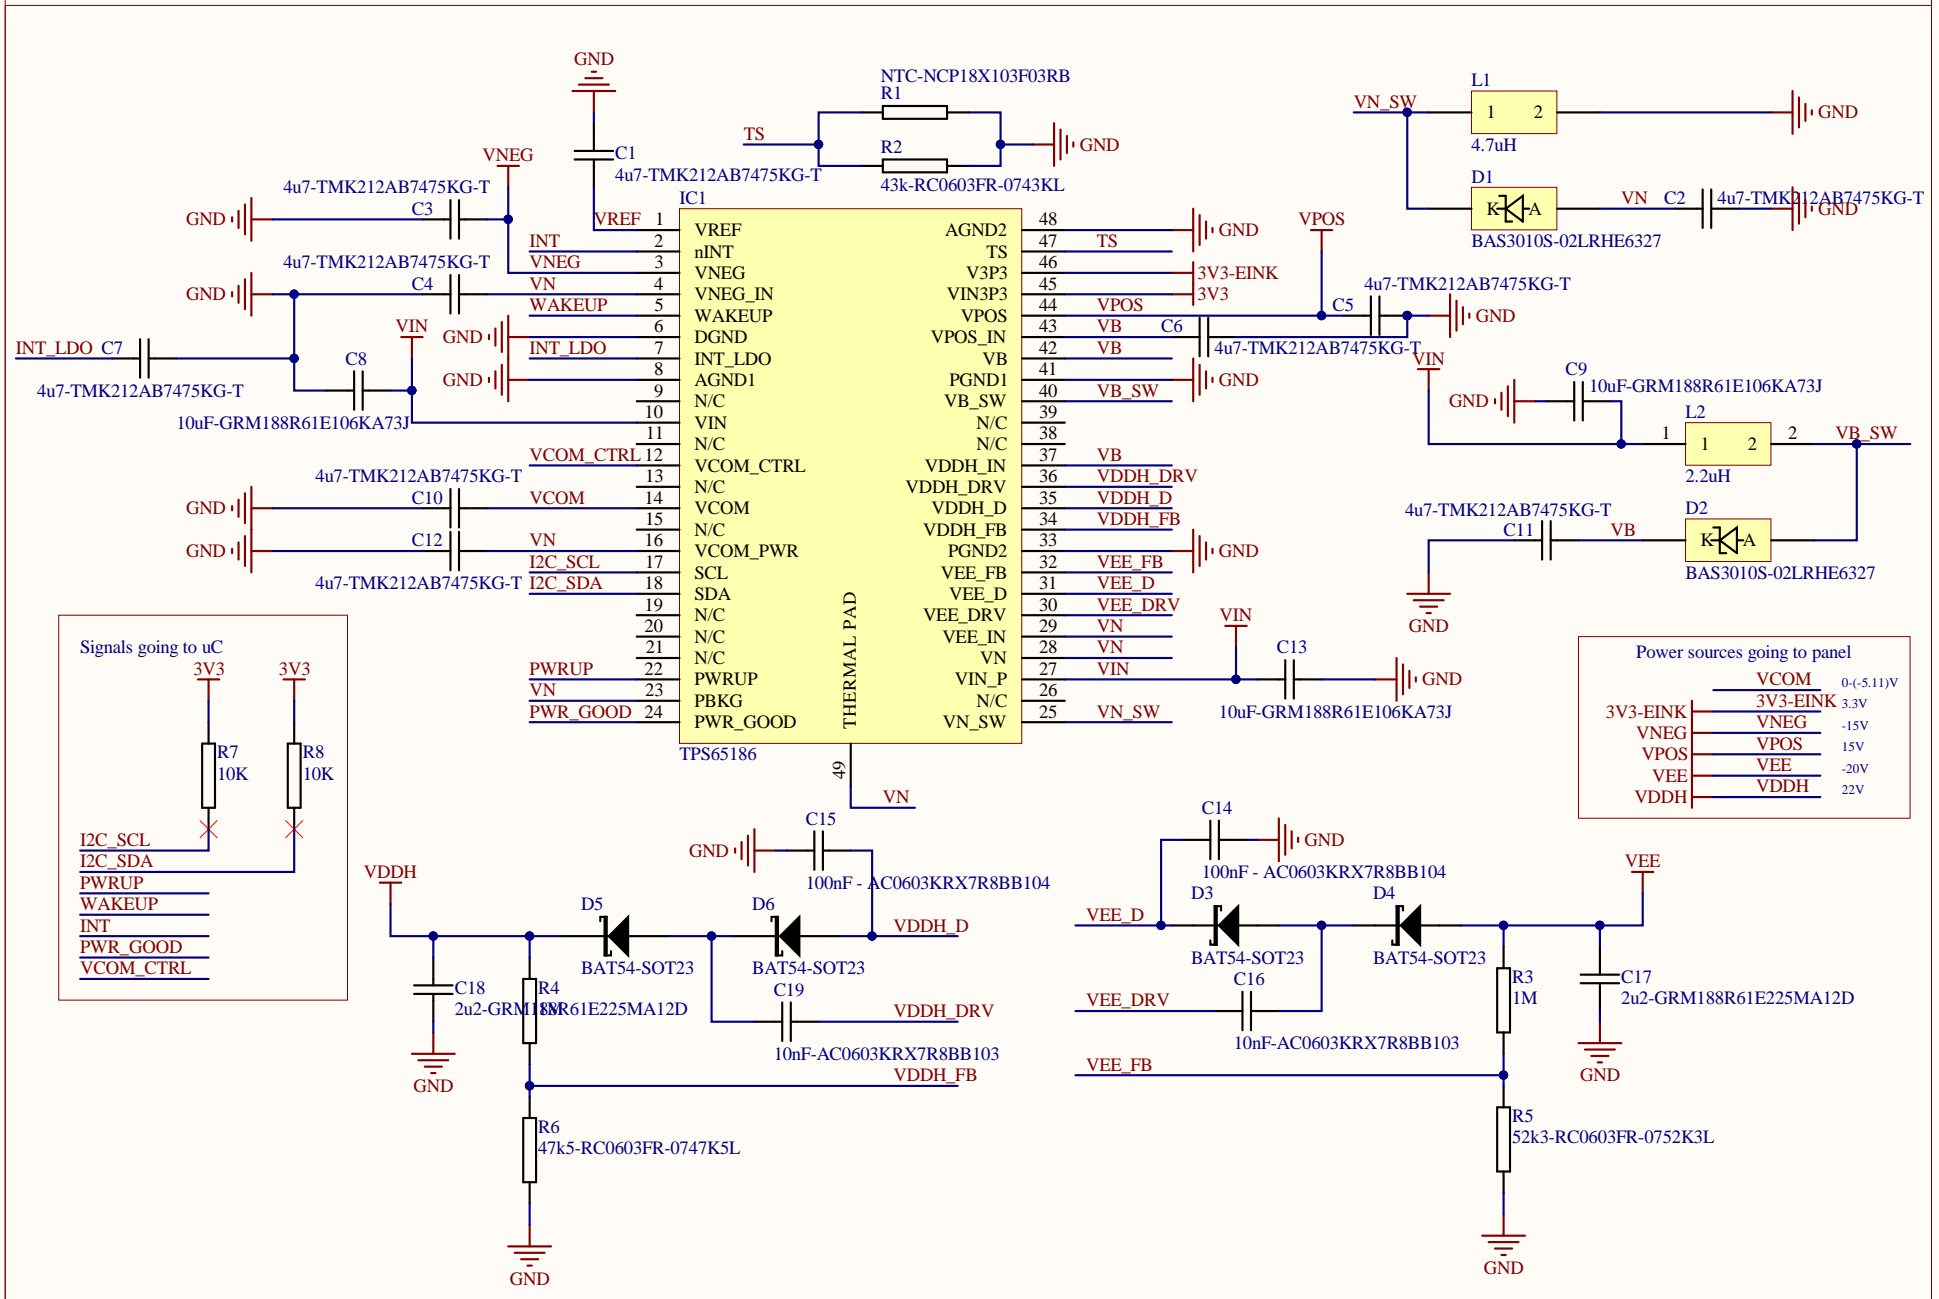 GND
NTC-NCP18X103F03RB
R1
TS
R2
43k-RC0603FR-0743KL
GND
C1
4u7-TMK212AB7475KG-T
VNEG
4u7-TMK212AB7475KG-T
C3
GND
4u7-TMK212AB7475KG-T
C4
GND
INT_LDO
C7
4u7-TMK212AB7475KG-T
VIN
C8
10uF-GRM188R61E106KA73J
4u7-TMK212AB7475KG-T
C10
GND
VCOM
GND
C12
4u7-TMK212AB7475KG-T
IC1
VREF 1 VREF
INT 2 nINT
VNEG 3 VNEG
VN 4 VNEG_IN
WAKEUP 5 WAKEUP
GND 6 DGND
INT_LDO 7 INT_LDO
GND 8 AGND1
9 N/C
10 VIN
11 N/C
VCOM_CTRL 12 VCOM_CTRL
13 N/C
14 VCOM
15 N/C
VN 16 VCOM_PWR
I2C_SCL 17 SCL
I2C_SDA 18 SDA
19 N/C
20 N/C
21 N/C
PWRUP 22 PWRUP
VN 23 PBKG
PWR_GOOD 24 PWR_GOOD
THERMAL PAD
49
VN
TPS65186
AGND2 48 GND
TS 47 TS
V3P3 46 3V3-EINK
VIN3P3 45 3V3
VPOS 44 VPOS
VPOS_IN 43 VB
VB 42 VB
PGND1 41 GND
VB_SW 40 VB_SW
N/C 39
N/C 38
VDDH_IN 37 VB
VDDH_DRV 36 VDDH_DRV
VDDH_D 35 VDDH_D
VDDH_FB 34 VDDH_FB
PGND2 33 GND
VEE_FB 32 VEE_FB
VEE_D 31 VEE_D
VEE_DRV 30 VEE_DRV
VEE_IN 29 VN
VN 28 VN
VIN_P 27 VIN
N/C 26
VN_SW 25 VN_SW
VPOS
4u7-TMK212AB7475KG-T
C5
GND
C6
4u7-TMK212AB7475KG-T
VIN
C13
GND
10uF-GRM188R61E106KA73J
VN_SW
L1
1 2
4.7uH
GND
D1
K A
BAS3010S-02LRHE6327
VN
C2
4u7-TMK212AB7475KG-T
GND
VIN
C9
10uF-GRM188R61E106KA73J
GND
L2
1 1 2 2
2.2uH
VB_SW
4u7-TMK212AB7475KG-T
C11
VB
D2
K A
BAS3010S-02LRHE6327
GND
Signals going to uC
3V3 3V3
R7
10K
R8
10K
I2C_SCL
I2C_SDA
PWRUP
WAKEUP
INT
PWR_GOOD
VCOM_CTRL
Power sources going to panel
VCOM 0-(-5.11)V
3V3-EINK 3V3-EINK 3.3V
VNEG VNEG -15V
VPOS VPOS 15V
VEE VEE -20V
VDDH VDDH 22V
VDDH
GND
C15
100nF - AC0603KRX7R8BB104
D5
BAT54-SOT23
D6
BAT54-SOT23
VDDH_D
C18
2u2-GRM188R61E225MA12D
GND
R4
1M
C19
10nF-AC0603KRX7R8BB103
VDDH_DRV
VDDH_FB
R6
47k5-RC0603FR-0747K5L
GND
C14
GND
100nF - AC0603KRX7R8BB104
VEE_D
D3
BAT54-SOT23
D4
BAT54-SOT23
VEE
C16
10nF-AC0603KRX7R8BB103
VEE_DRV
R3
1M
C17
2u2-GRM188R61E225MA12D
GND
VEE_FB
R5
52k3-RC0603FR-0752K3L
GND